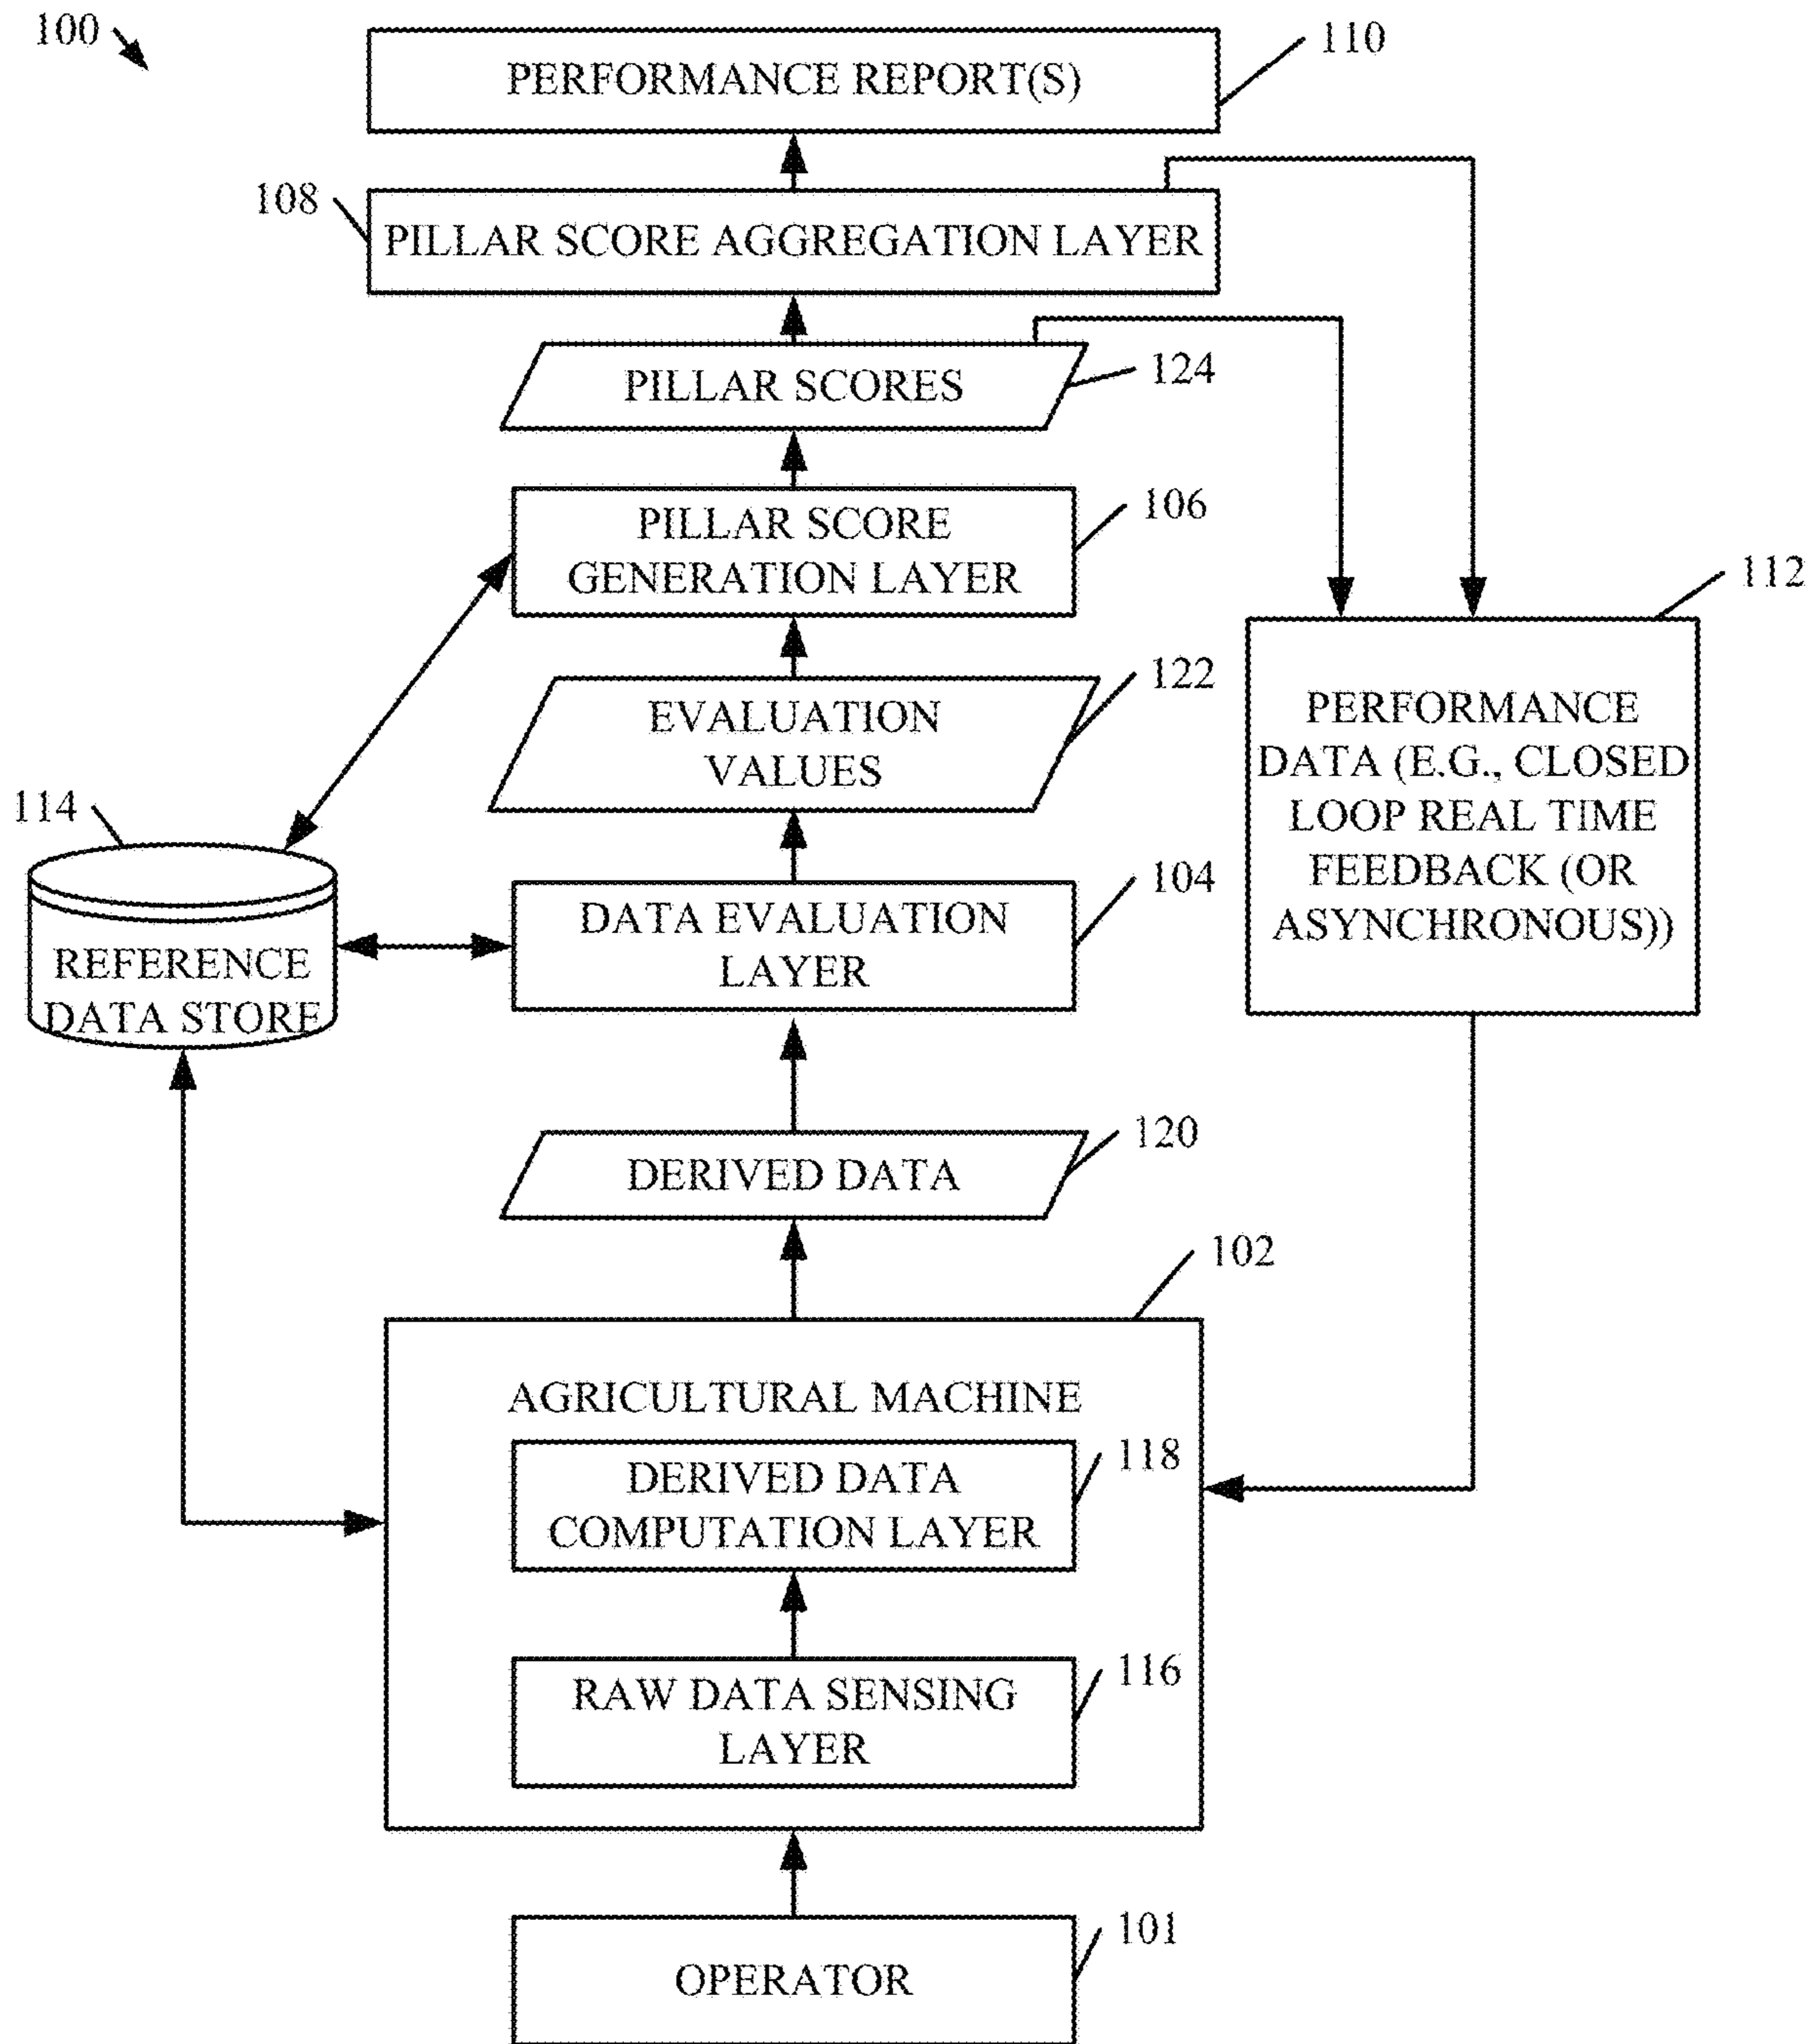 100
PERFORMANCE REPORT(S)
110
108
PILLAR SCORE AGGREGATION LAYER
PILLAR SCORES
124
PILLAR SCORE
GENERATION LAYER
106
112
EVALUATION
VALUES
122
PERFORMANCE
DATA (E.G., CLOSED
LOOP REAL TIME
FEEDBACK (OR
ASYNCHRONOUS))
114
REFERENCE
DATA STORE
DATA EVALUATION
LAYER
104
DERIVED DATA
120
102
AGRICULTURAL MACHINE
DERIVED DATA
COMPUTATION LAYER
118
RAW DATA SENSING
LAYER
116
OPERATOR
101